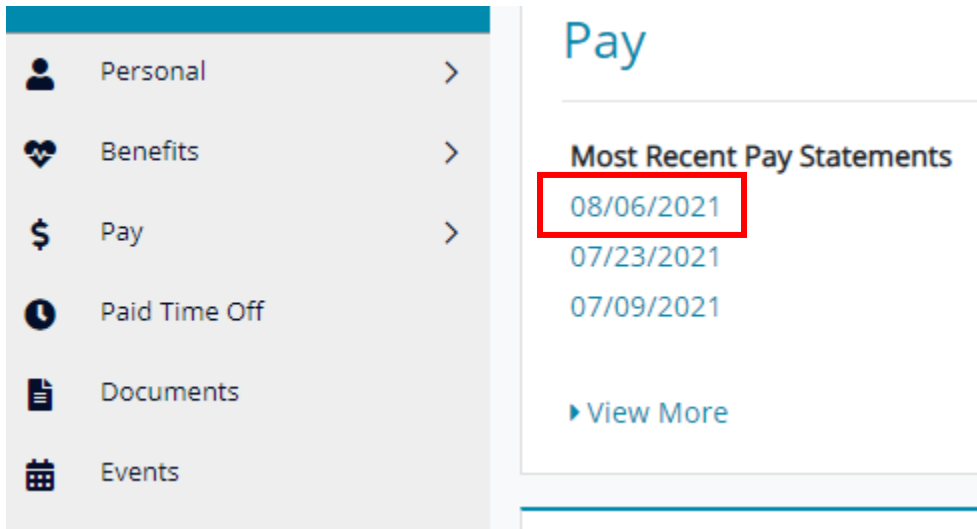 Personal
Benefits
Pay
Paid Time Off
Documents
Events
Pay
Most Recent Pay Statements
08/06/2021
07/23/2021
07/09/2021
View More